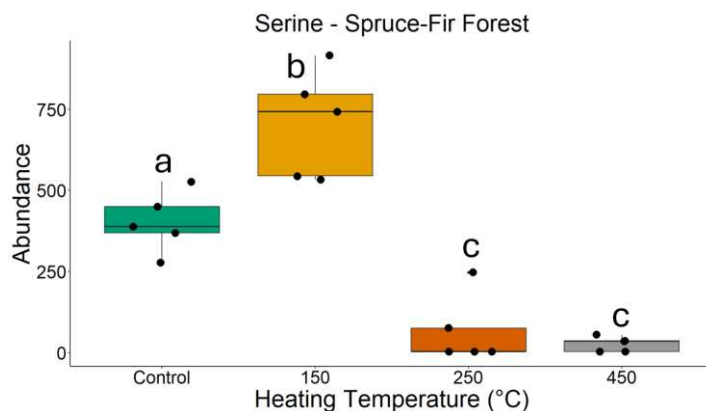 Serine - Spruce-Fir Forest
Abundance
750
500
250
0
a
b
c
c
Control
150
250
450
Heating Temperature (°C)